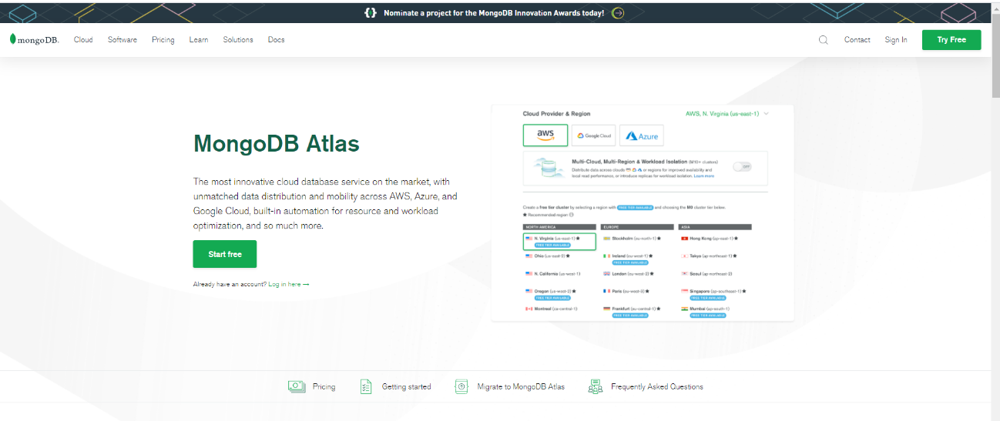 Nominate a project for the MongoDB Innovation Awards today!
mongoDB. Cloud Software Pricing Learn Solutions Docs Contact Sign In Try Free
MongoDB Atlas
The most innovative cloud database service on the market, with
unmatched data distribution and mobility across AWS, Azure, and
Google Cloud, built-in automation for resource and workload
optimization, and so much more.
Start free
Already have an account? Log in here →
Cloud Provider & Region AWS, N. Virginia (us-east-1)
aws Google Cloud Azure
Multi-Cloud, Multi-Region & Workload Isolation (M10+ clusters)
Distribute data across clouds or regions for improved availability and
local read performance, or introduce replicas for workload isolation. Learn more
OFF
Create a free tier cluster by selecting a region with FREE TIER AVAILABLE and choosing the M0 cluster tier below.
★ Recommended region
NORTH AMERICA EUROPE ASIA
N. Virginia (us-east-1) ★ Stockholm (eu-north-1) ★ Hong Kong (ap-east-1) ★
FREE TIER AVAILABLE
Ohio (us-east-2) ★ Ireland (eu-west-1) ★ Tokyo (ap-northeast-1) ★
FREE TIER AVAILABLE
N. California (us-west-1) London (eu-west-2) ★ Seoul (ap-northeast-2)
Oregon (us-west-2) ★ Paris (eu-west-3) ★ Singapore (ap-southeast-1) ★
FREE TIER AVAILABLE FREE TIER AVAILABLE
Montreal (ca-central-1) Frankfurt (eu-central-1) ★ Mumbai (ap-south-1)
FREE TIER AVAILABLE FREE TIER AVAILABLE
Pricing Getting started Migrate to MongoDB Atlas Frequently Asked Questions